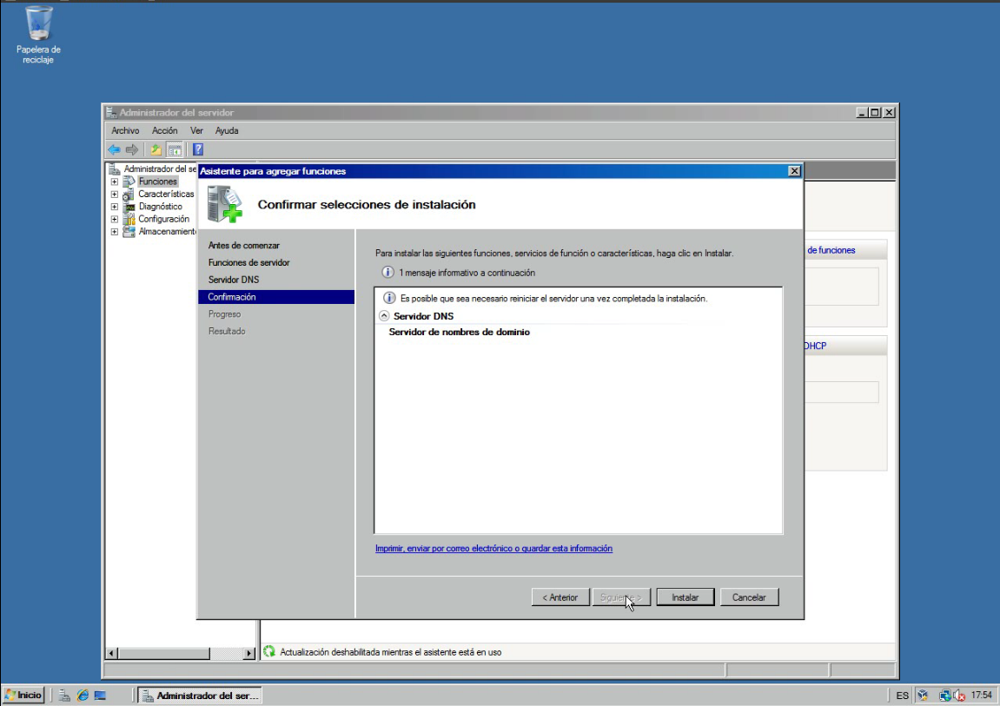 Papelera de
reciclaje
Administrador del servidor
Archivo Acción Ver Ayuda
Administrador del se
Funciones
Características
Diagnóstico
Configuración
Almacenamient
Asistente para agregar funciones
Confirmar selecciones de instalación
Antes de comenzar
Funciones de servidor
Servidor DNS
Confirmación
Progreso
Resultado
Para instalar las siguientes funciones, servicios de función o características, haga clic en Instalar.
1 mensaje informativo a continuación
Es posible que sea necesario reiniciar el servidor una vez completada la instalación.
Servidor DNS
Servidor de nombres de dominio
Imprimir, enviar por correo electrónico o guardar esta información
< Anterior Siguiente > Instalar Cancelar
de funciones
DHCP
Actualización deshabilitada mientras el asistente está en uso
Inicio Administrador del ser... ES 17:54